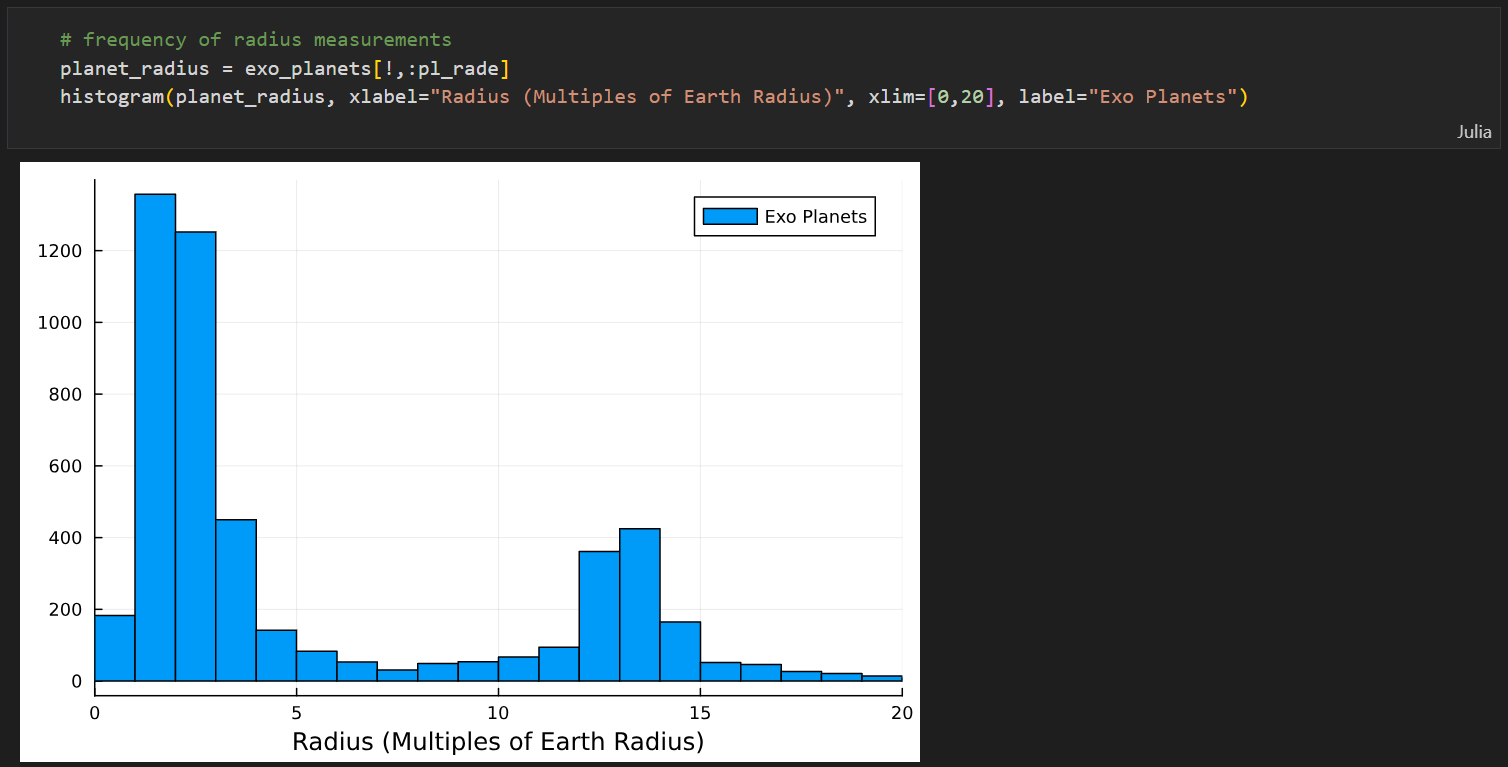 # frequency of radius measurements
planet_radius = exo_planets[!,:pl_rade]
histogram(planet_radius, xlabel="Radius (Multiples of Earth Radius)", xlim=[0,20], label="Exo Planets")
Julia
Exo Planets
1200
1000
800
600
400
200
0
0 5 10 15 20
Radius (Multiples of Earth Radius)